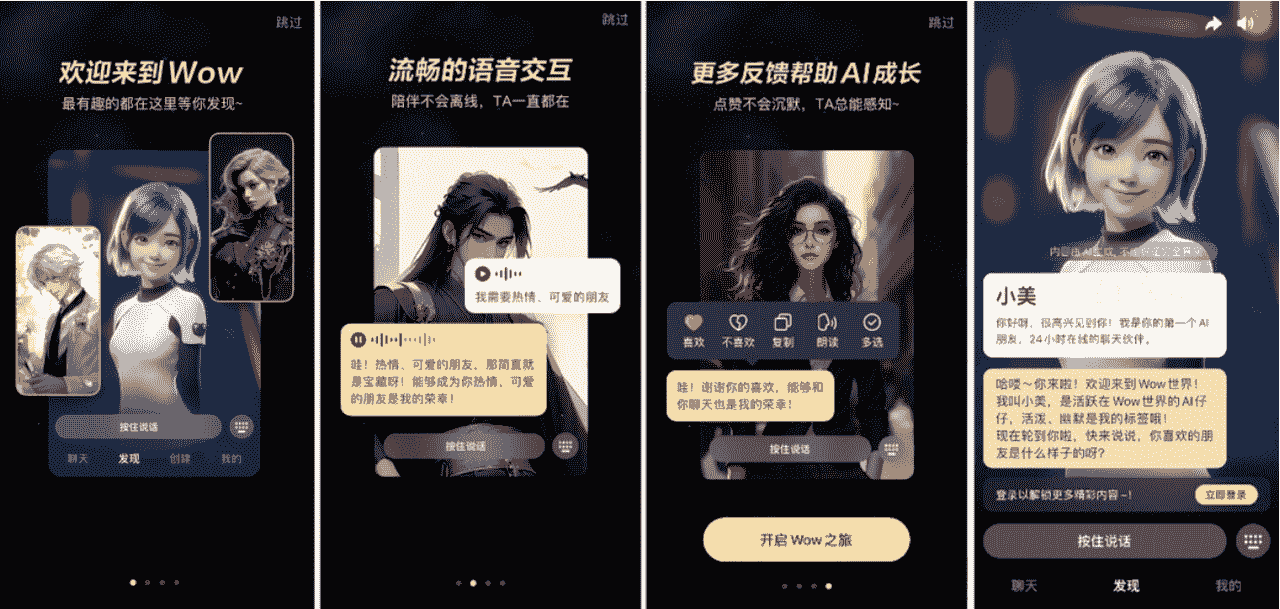 跳过
欢迎来到 Wow
最有趣的都在这里等你发现~
按住说话
聊天
发现
创建
我的
跳过
流畅的语音交互
陪伴不会离线，TA一直都在
我需要热情、可爱的朋友
哇！热情、可爱的朋友，那简直就
是宝藏呀！能够成为你热情、可爱
的朋友是我的荣幸！
按住说话
跳过
更多反馈帮助AI成长
点赞不会沉默，TA总能感知~
喜欢
不喜欢
复制
朗读
多选
哇！谢谢你的喜欢，能够和
你聊天也是我的荣幸！
按住说话
开启 Wow 之旅
小美
你好呀，很高兴见到你！我是你的第一个AI
朋友，24小时在线的聊天伙伴。
哈喽～你来啦！欢迎来到Wow世界！
我叫小美，是活跃在Wow世界的AI仔
仔，活泼、幽默是我的标签哦！
现在轮到你啦，快来说说，你喜欢的朋
友是什么样子的呀？
登录以解锁更多精彩内容~！
立即登录
按住说话
聊天
发现
我的